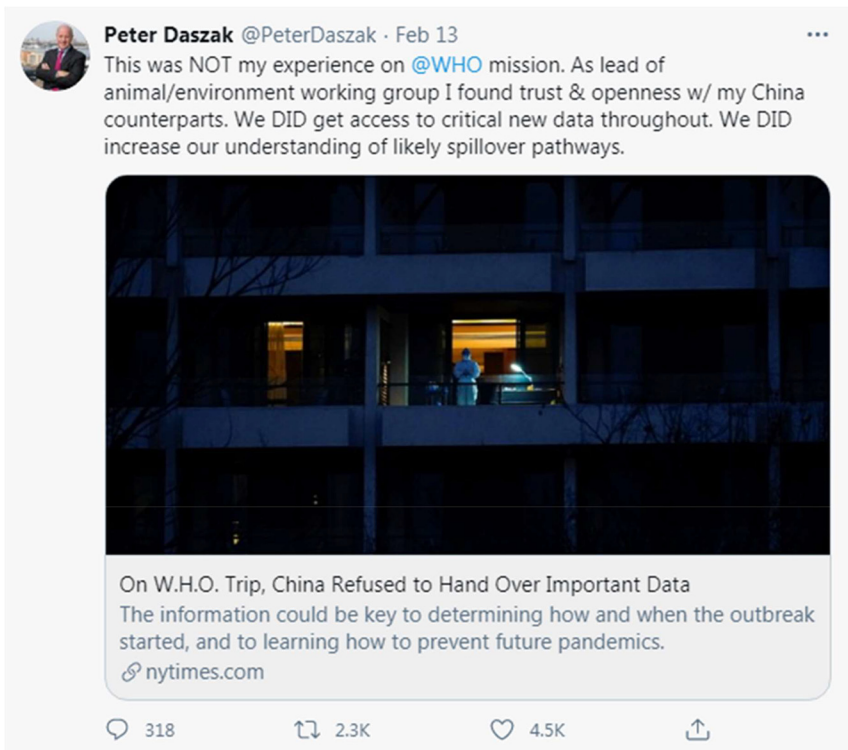 Peter Daszak @PeterDaszak · Feb 13
This was NOT my experience on @WHO mission. As lead of
animal/environment working group I found trust & openness w/ my China
counterparts. We DID get access to critical new data throughout. We DID
increase our understanding of likely spillover pathways.
On W.H.O. Trip, China Refused to Hand Over Important Data
The information could be key to determining how and when the outbreak
started, and to learning how to prevent future pandemics.
nytimes.com
318 2.3K 4.5K